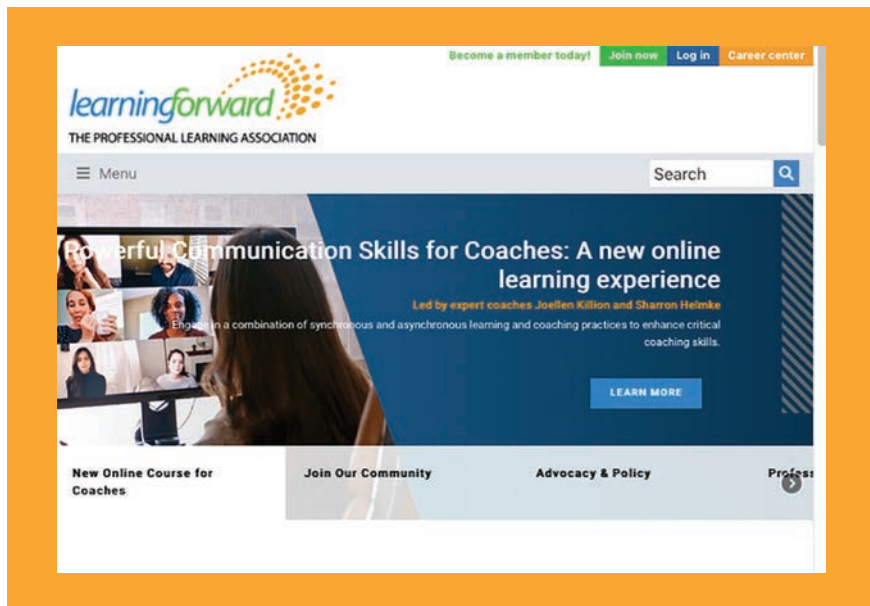 Become a member today! Join now Log in Career center
learningforward
THE PROFESSIONAL LEARNING ASSOCIATION
Menu
Search
Powerful Communication Skills for Coaches: A new online
learning experience
Led by expert coaches Joellen Killion and Sharron Helmke
Engage in a combination of synchronous and asynchronous learning and coaching practices to enhance critical
coaching skills.
LEARN MORE
New Online Course for
Coaches
Join Our Community
Advocacy & Policy
Profess